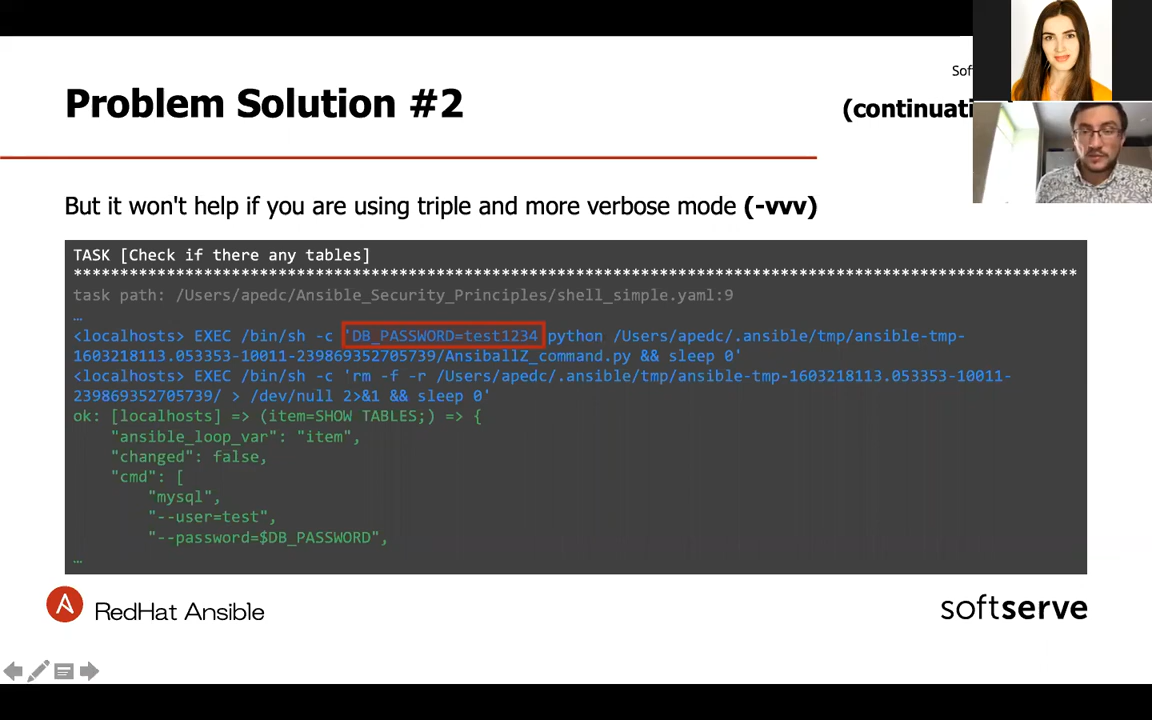 Problem Solution #2
But it won't help if you are using triple and more verbose mode (-vvv)
TASK [Check if there any tables]
***********************************************************************************************************
task path: /Users/apedc/Ansible_Security_Principles/shell_simple.yaml:9
…
<localhosts> EXEC /bin/sh -c 'DB_PASSWORD=test1234 python /Users/apedc/.ansible/tmp/ansible-tmp-
1603218113.053353-10011-239869352705739/AnsiballZ_command.py && sleep 0'
<localhosts> EXEC /bin/sh -c 'rm -f -r /Users/apedc/.ansible/tmp/ansible-tmp-1603218113.053353-10011-
239869352705739/ > /dev/null 2>&1 && sleep 0'
ok: [localhosts] => (item=SHOW TABLES;) => {
"ansible_loop_var": "item",
"changed": false,
"cmd": [
"mysql",
"--user=test",
"--password=$DB_PASSWORD",
…
RedHat Ansible
softserve